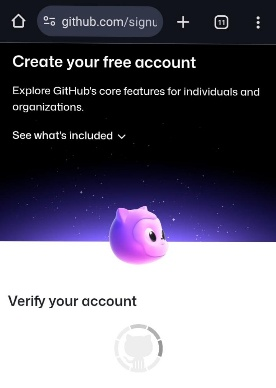 github.com/signu
11
Create your free account
Explore GitHub's core features for individuals and
organizations.
See what's included
Verify your account